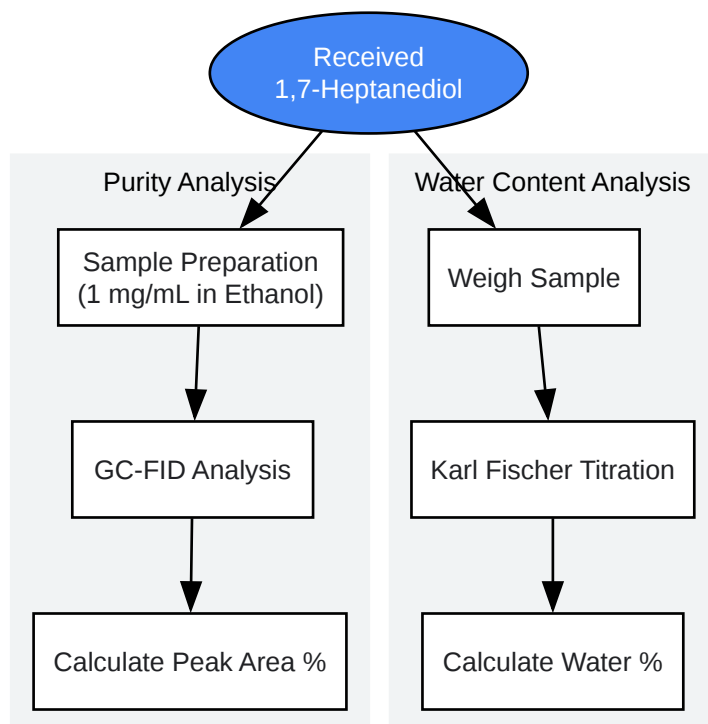 Received
1,7-Heptanediol
Purity Analysis
Sample Preparation
(1 mg/mL in Ethanol)
GC-FID Analysis
Calculate Peak Area %
Water Content Analysis
Weigh Sample
Karl Fischer Titration
Calculate Water %